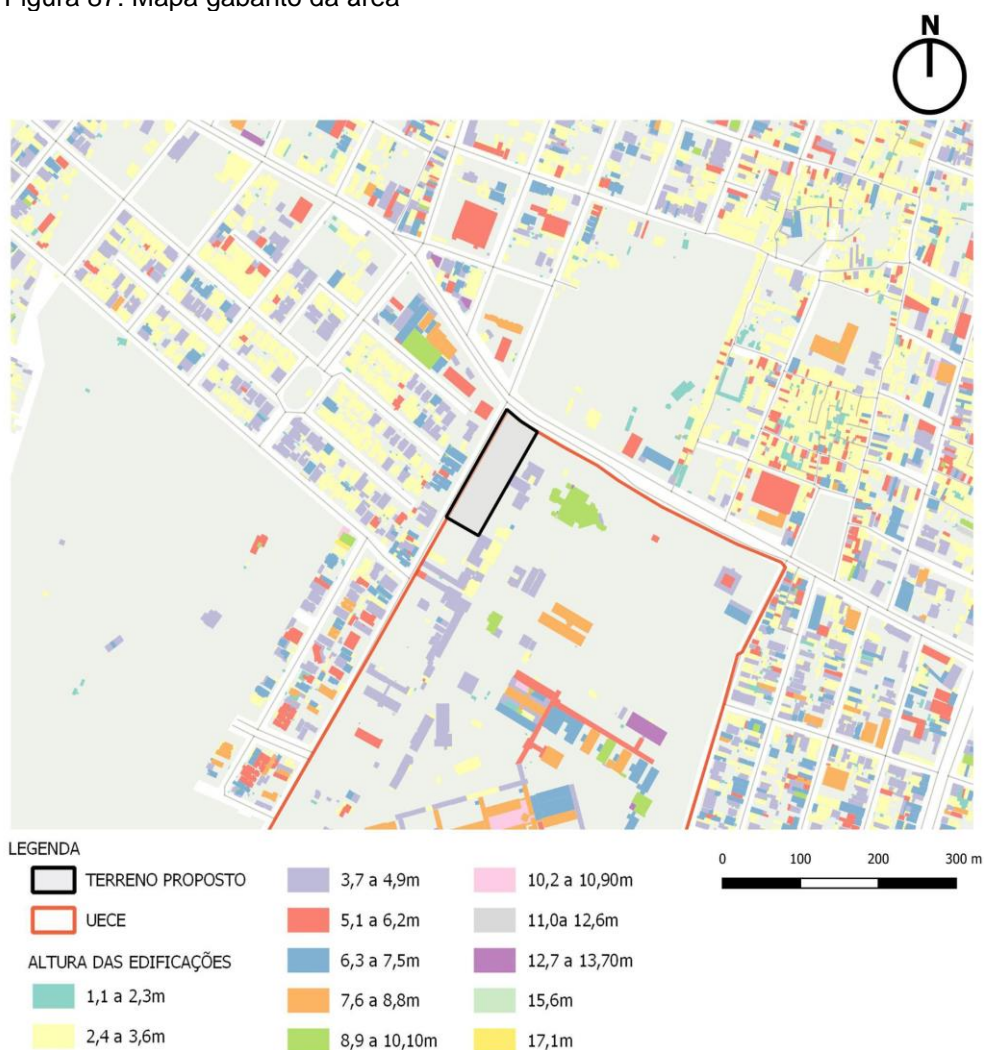 Figura 87: Mapa gabarito da área
N
LEGENDA
TERRENO PROPOSTO
UECE
ALTURA DAS EDIFICAÇÕES
1,1 a 2,3m
2,4 a 3,6m
3,7 a 4,9m
5,1 a 6,2m
6,3 a 7,5m
7,6 a 8,8m
8,9 a 10,10m
10,2 a 10,90m
11,0a 12,6m
12,7 a 13,70m
15,6m
17,1m
0 100 200 300 m